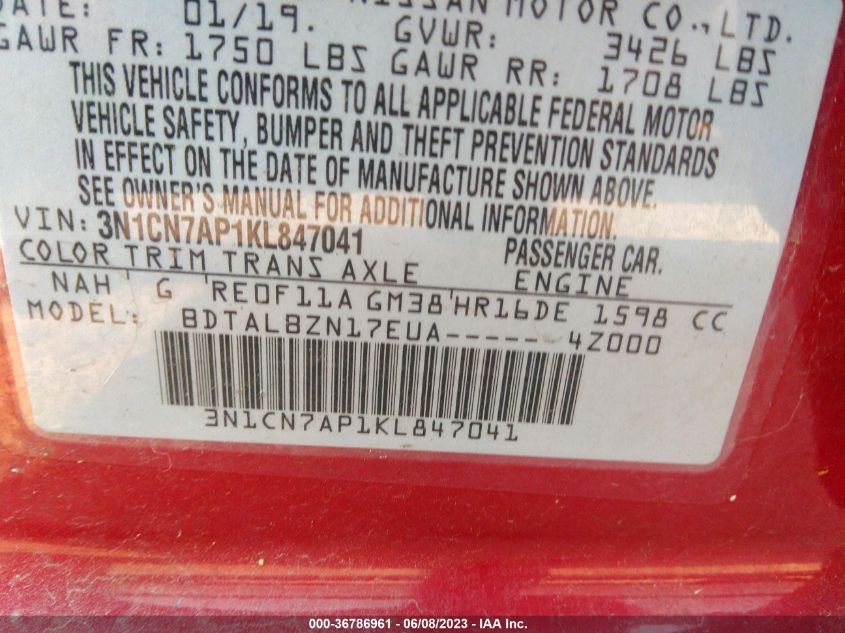 DATE: 01/19. NISSAN MOTOR CO., LTD.
GVWR: 3426 LBS
GAWR FR: 1750 LBS GAWR RR: 1708 LBS
THIS VEHICLE CONFORMS TO ALL APPLICABLE FEDERAL MOTOR
VEHICLE SAFETY, BUMPER AND THEFT PREVENTION STANDARDS
IN EFFECT ON THE DATE OF MANUFACTURE SHOWN ABOVE.
SEE OWNER'S MANUAL FOR ADDITIONAL INFORMATION.
VIN: 3N1CN7AP1KL847041 PASSENGER CAR.
COLOR TRIM TRANS AXLE ENGINE
NAH G RE0F11A GM38 HR16DE 1598 CC
MODEL: BDTALBZN17EUA-----4Z000
3N1CN7AP1KL847041
000-36786961 - 06/08/2023 - IAA Inc.